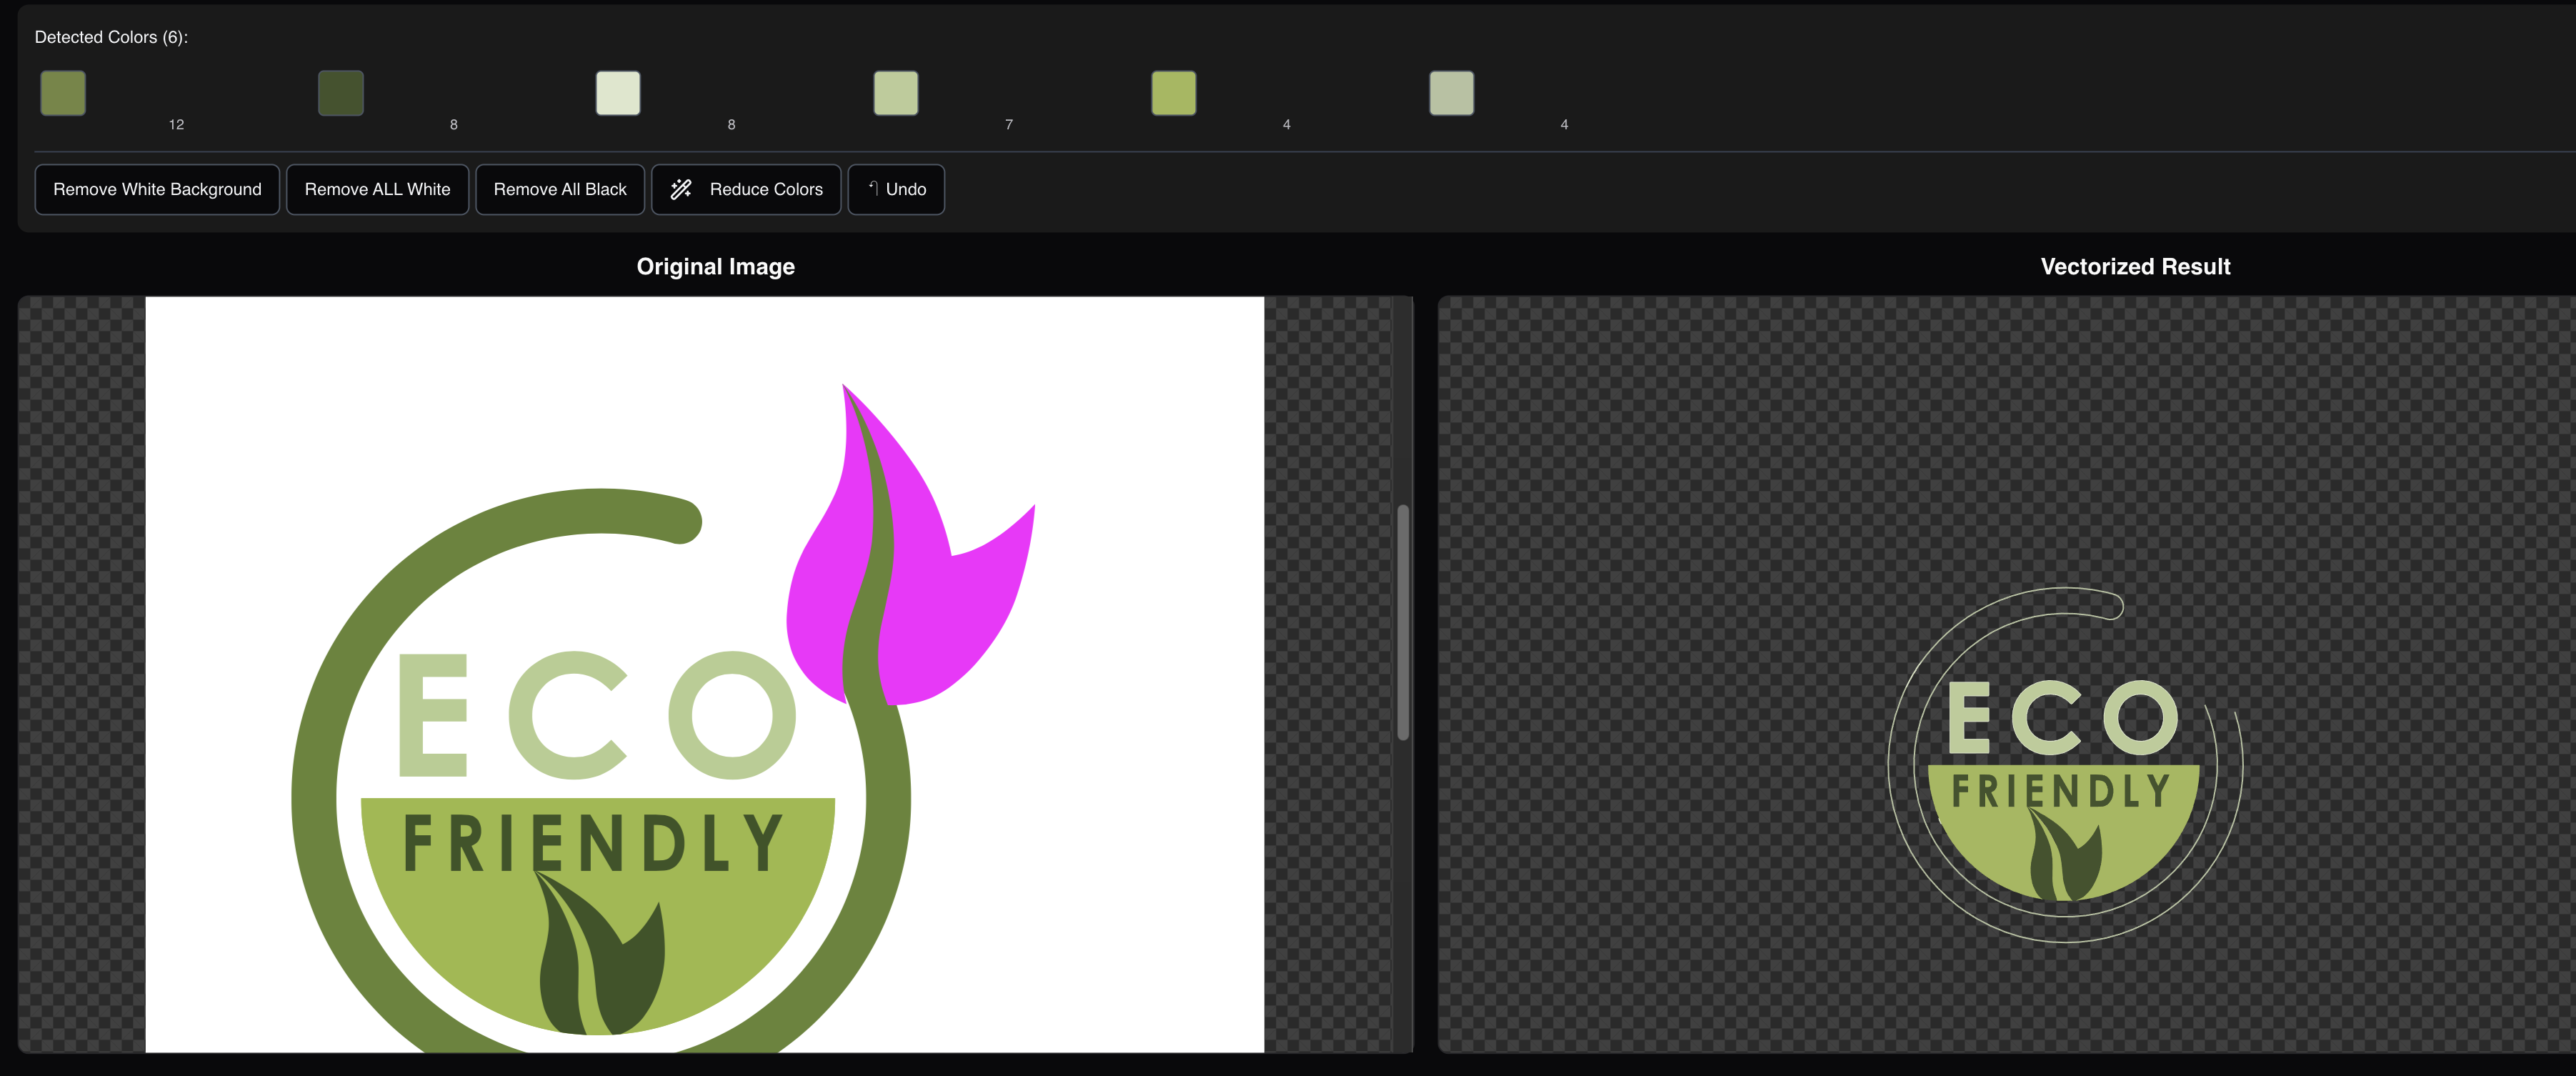 Detected Colors (6):
12 8 8 7 4 4
Remove White Background Remove ALL White Remove All Black Reduce Colors Undo
Original Image Vectorized Result
ECO
FRIENDLY
ECO
FRIENDLY